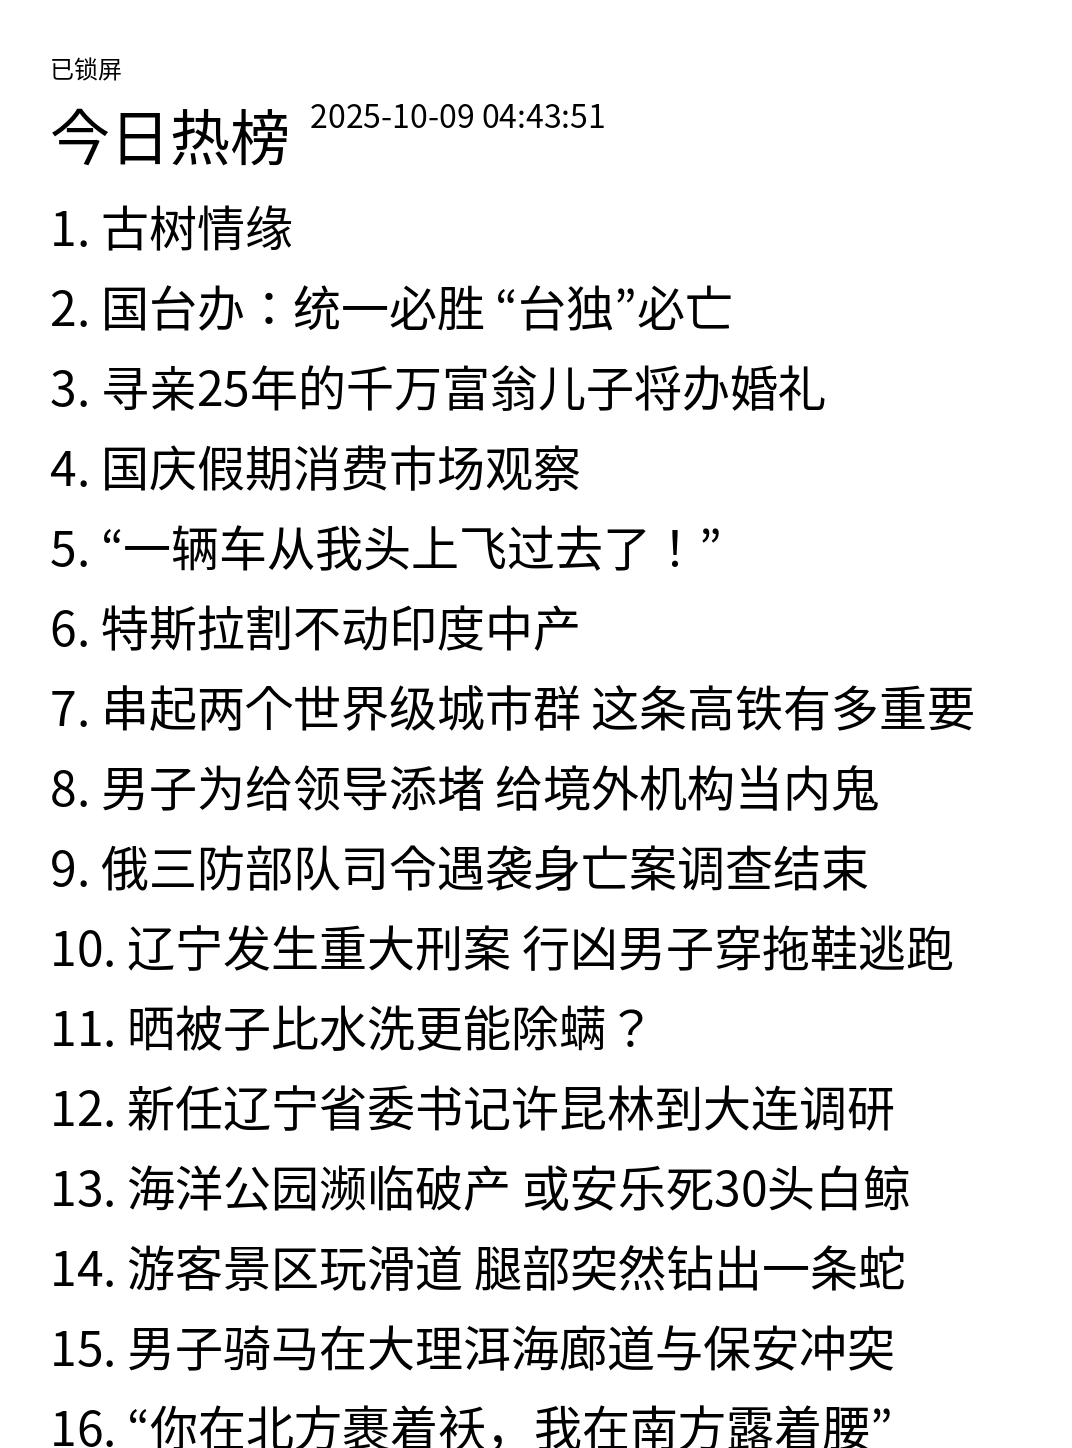 已锁屏
今日热榜 2025-10-09 04:43:51
1. 古树情缘
2. 国台办：统一必胜 “台独”必亡
3. 寻亲25年的千万富翁儿子将办婚礼
4. 国庆假期消费市场观察
5. “一辆车从我头上飞过去了！”
6. 特斯拉割不动印度中产
7. 串起两个世界级城市群 这条高铁有多重要
8. 男子为给领导添堵 给境外机构当内鬼
9. 俄三防部队司令遇袭身亡案调查结束
10. 辽宁发生重大刑案 行凶男子穿拖鞋逃跑
11. 晒被子比水洗更能除螨？
12. 新任辽宁省委书记许昆林到大连调研
13. 海洋公园濒临破产 或安乐死30头白鲸
14. 游客景区玩滑道 腿部突然钻出一条蛇
15. 男子骑马在大理洱海廊道与保安冲突
16. “你在北方裹着袄，我在南方露着腰”